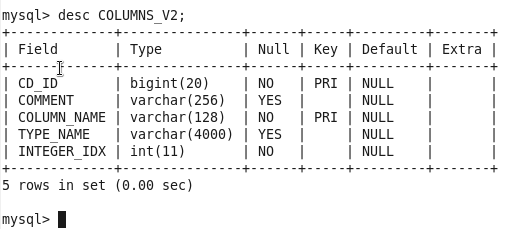 mysql> desc COLUMNS_V2;
+-------------+---------------+------+-----+---------+-------+
| Field       | Type          | Null | Key | Default | Extra |
+-------------+---------------+------+-----+---------+-------+
| CD_ID       | bigint(20)    | NO   | PRI | NULL    |       |
| COMMENT     | varchar(256)  | YES  |     | NULL    |       |
| COLUMN_NAME | varchar(128)  | NO   | PRI | NULL    |       |
| TYPE_NAME   | varchar(4000) | YES  |     | NULL    |       |
| INTEGER_IDX | int(11)       | NO   |     | NULL    |       |
+-------------+---------------+------+-----+---------+-------+
5 rows in set (0.00 sec)
mysql>